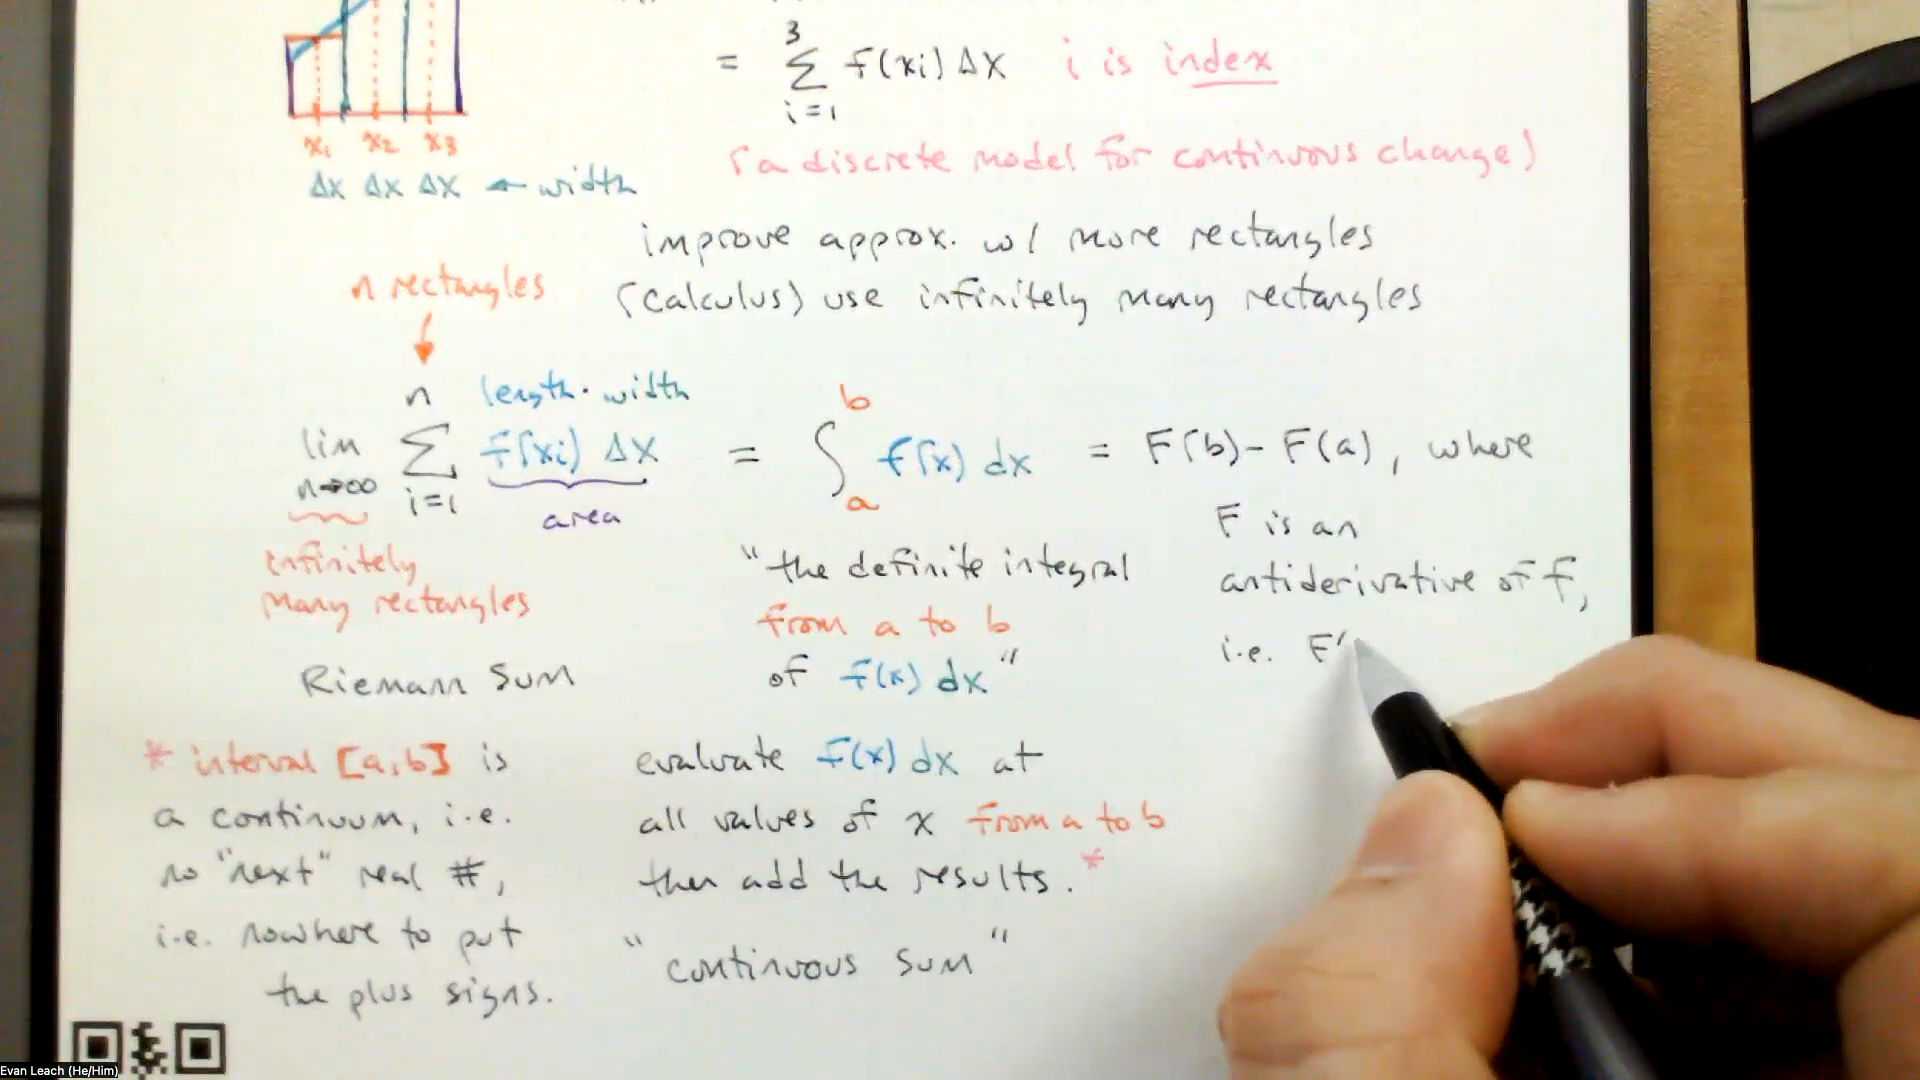 3
= Σ f(xi) Δx i is index
i=1
x1 x2 x3
(a discrete model for continuous change)
Δx Δx Δx ← width
improve approx. w/ more rectangles
n rectangles
(calculus) use infinitely many rectangles
n length · width
lim Σ f(xi) Δx
n→∞ i=1
area
b
= ∫ f(x) dx = F(b) - F(a), where
a
F is an
antiderivative of f,
i.e. F'
infinitely
many rectangles
Riemann Sum
"the definite integral
from a to b
of f(x) dx"
* interval [a,b] is
a continuum, i.e.
no "next" real #,
i.e. nowhere to put
the plus signs.
evaluate f(x) dx at
all values of x from a to b
then add the results. *
"continuous sum"
Evan Leach (He/Him)